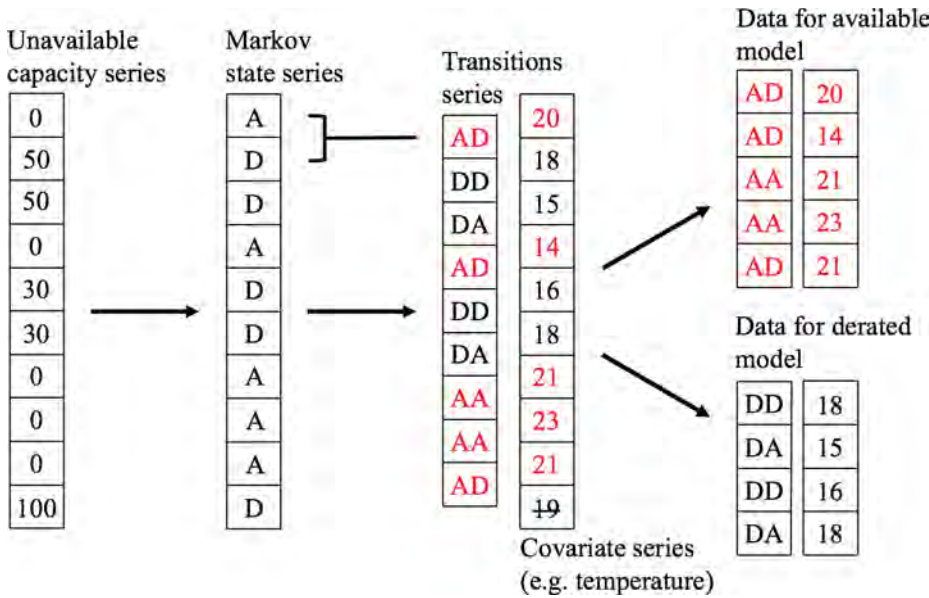 Unavailable
capacity series
0
50
50
0
30
30
0
0
0
100
Markov
state series
A
D
D
A
D
D
A
A
A
D
Transitions
series
AD
DD
DA
AD
DD
DA
AA
AA
AD
20
18
15
14
16
18
21
23
21
19
Covariate series
(e.g. temperature)
Data for available
model
AD 20
AD 14
AA 21
AA 23
AD 21
Data for derated
model
DD 18
DA 15
DD 16
DA 18